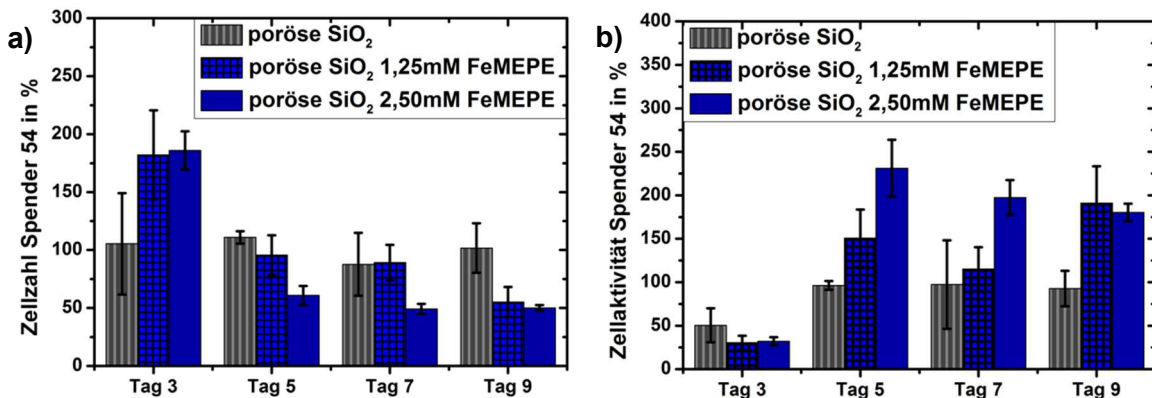 a)
Zellzahl Spender 54 in %
300
250
200
150
100
50
0
poröse SiO₂
poröse SiO₂ 1,25mM FeMEPE
poröse SiO₂ 2,50mM FeMEPE
Tag 3
Tag 5
Tag 7
Tag 9
b)
Zellaktivität Spender 54 in %
400
350
300
250
200
150
100
50
0
poröse SiO₂
poröse SiO₂ 1,25mM FeMEPE
poröse SiO₂ 2,50mM FeMEPE
Tag 3
Tag 5
Tag 7
Tag 9